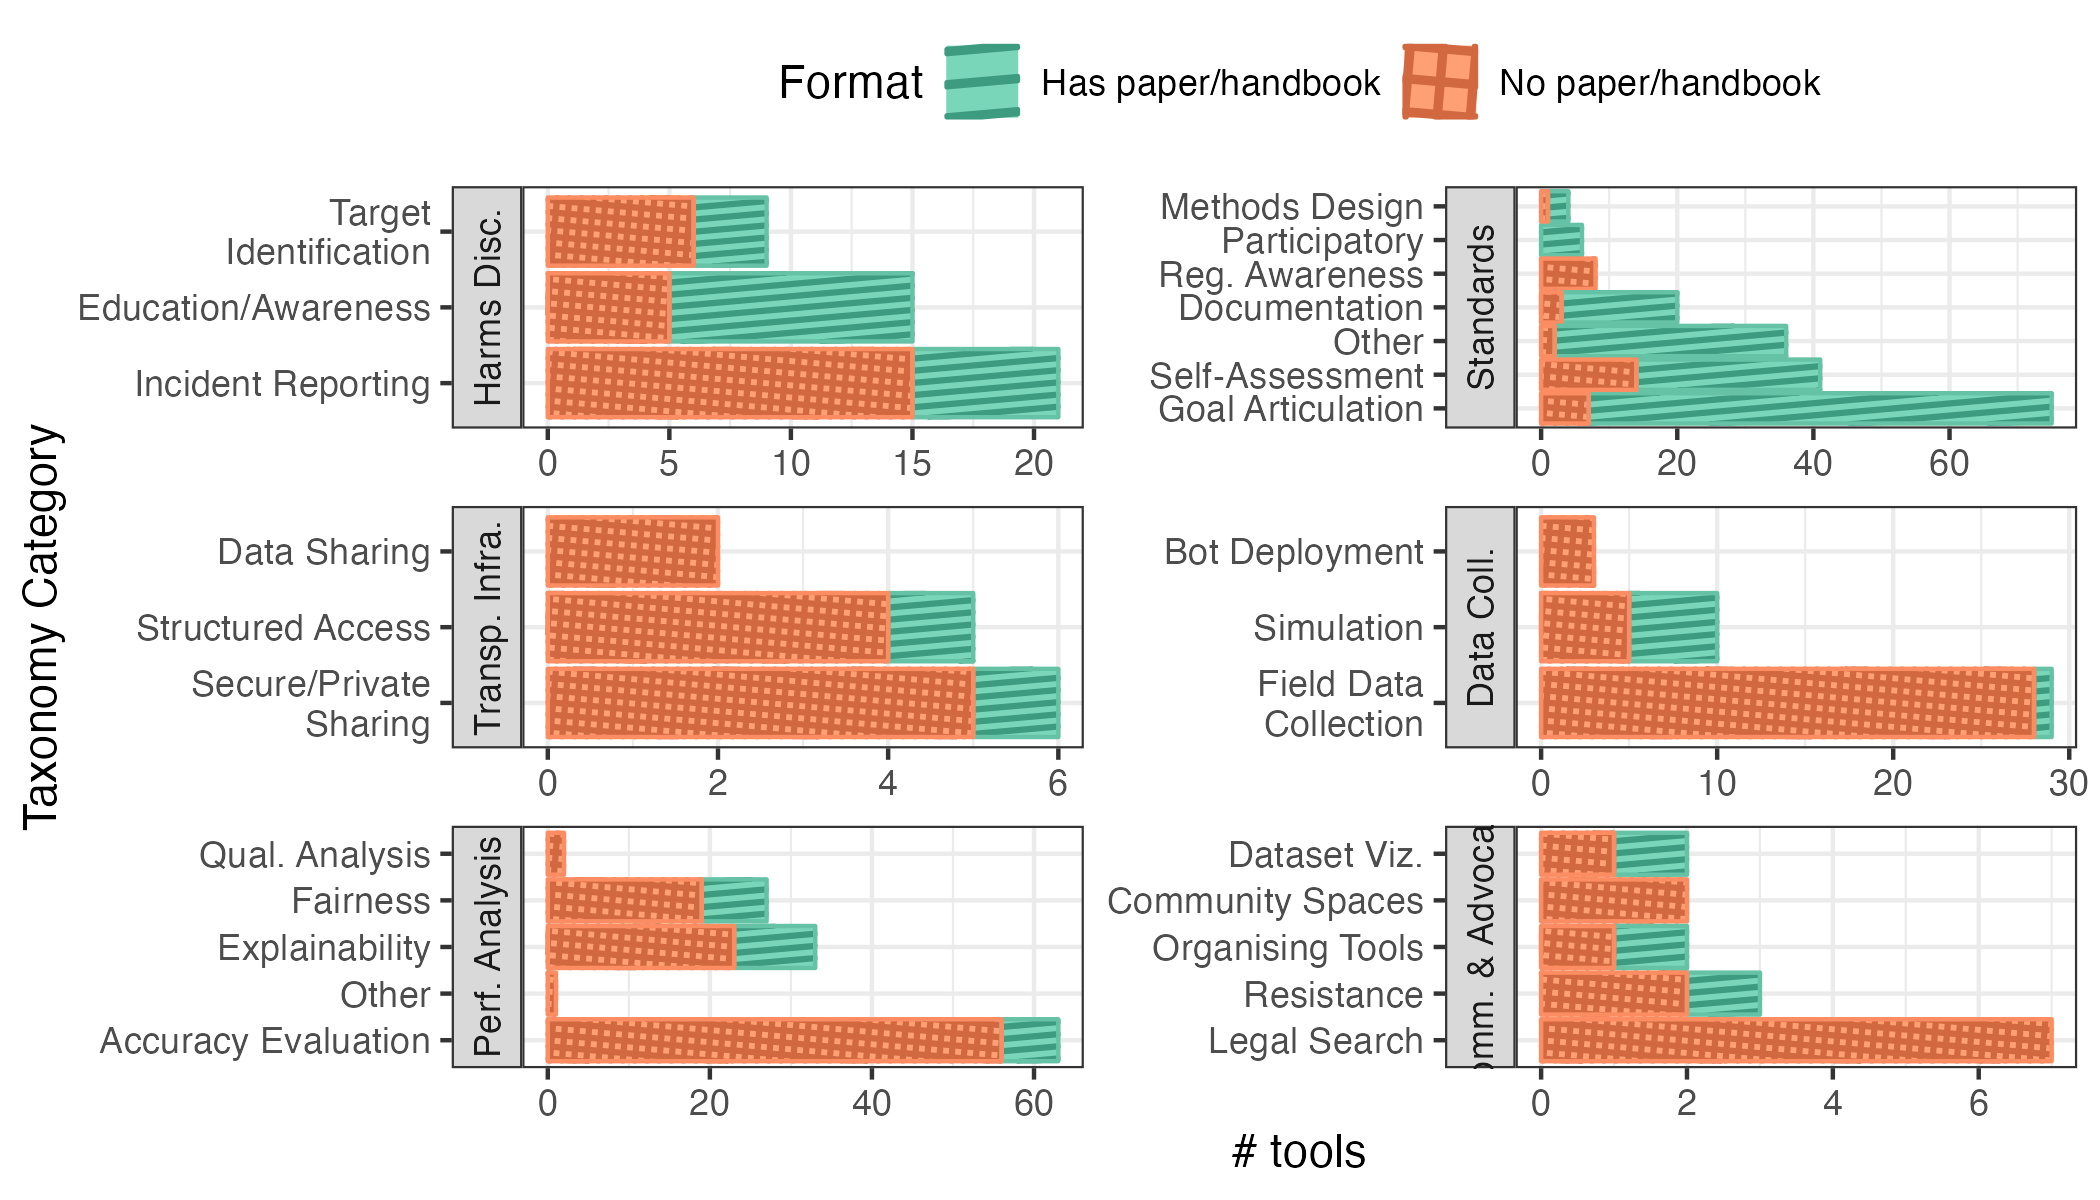 Format Has paper/handbook No paper/handbook
Taxonomy Category
Harms Disc.
Target
Identification
Education/Awareness
Incident Reporting
0 5 10 15 20
Standards
Methods Design
Participatory
Reg. Awareness
Documentation
Other
Self-Assessment
Goal Articulation
0 20 40 60
Transp. Infra.
Data Sharing
Structured Access
Secure/Private
Sharing
0 2 4 6
Data Coll.
Bot Deployment
Simulation
Field Data
Collection
0 10 20 30
Perf. Analysis
Qual. Analysis
Fairness
Explainability
Other
Accuracy Evaluation
0 20 40 60
omm. & Advoca
Dataset Viz.
Community Spaces
Organising Tools
Resistance
Legal Search
0 2 4 6
# tools